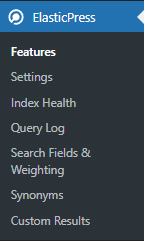 ElasticPress
Features
Settings
Index Health
Query Log
Search Fields &
Weighting
Synonyms
Custom Results